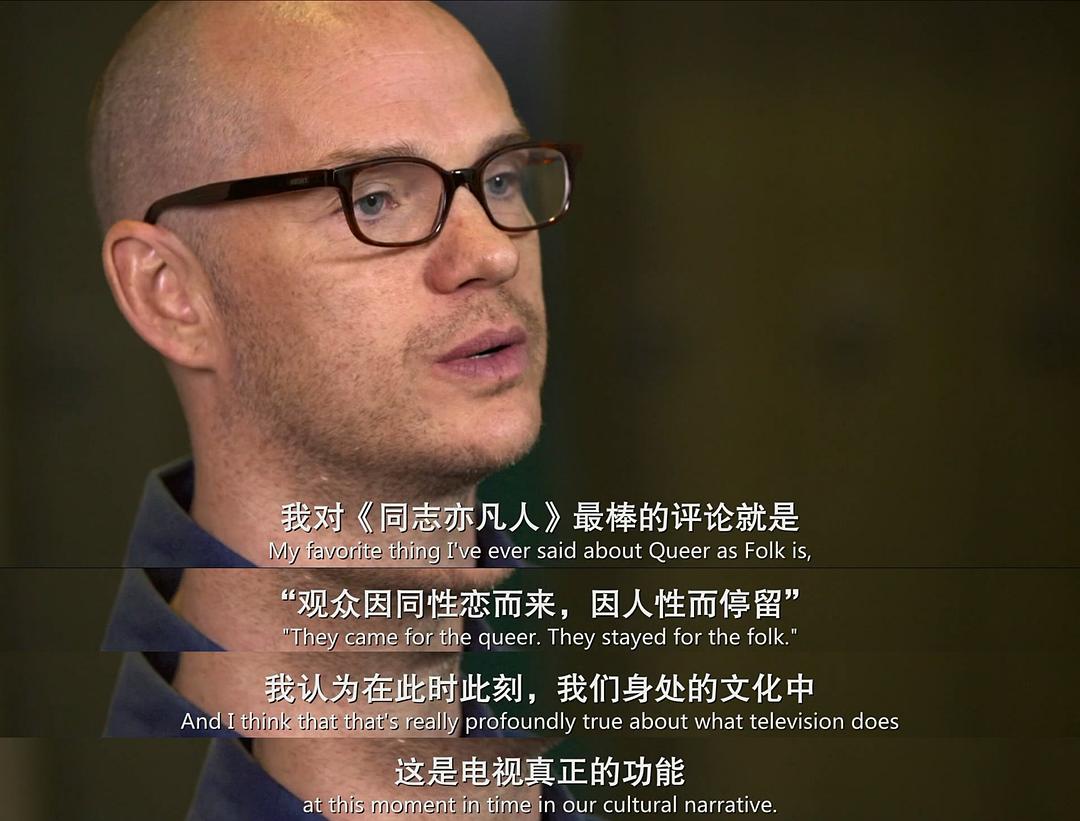 我对《同志亦凡人》最棒的评论就是
My favorite thing I've ever said about Queer as Folk is,
“观众因同性恋而来，因人性而停留”
"They came for the queer. They stayed for the folk."
我认为在此时此刻，我们身处的文化中
And I think that that's really profoundly true about what television does
这是电视真正的功能
at this moment in time in our cultural narrative.